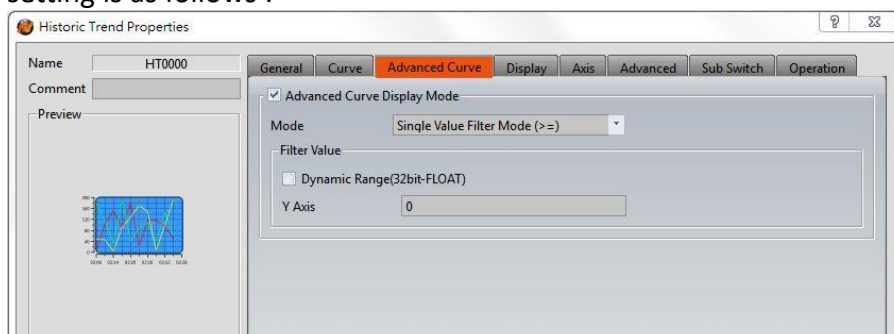 setting is as follows :
Historic Trend Properties
Name HT0000
Comment
Preview
General Curve Advanced Curve Display Axis Advanced Sub Switch Operation
Advanced Curve Display Mode
Mode Single Value Filter Mode (>=)
Filter Value
Dynamic Range(32bit-FLOAT)
Y Axis 0